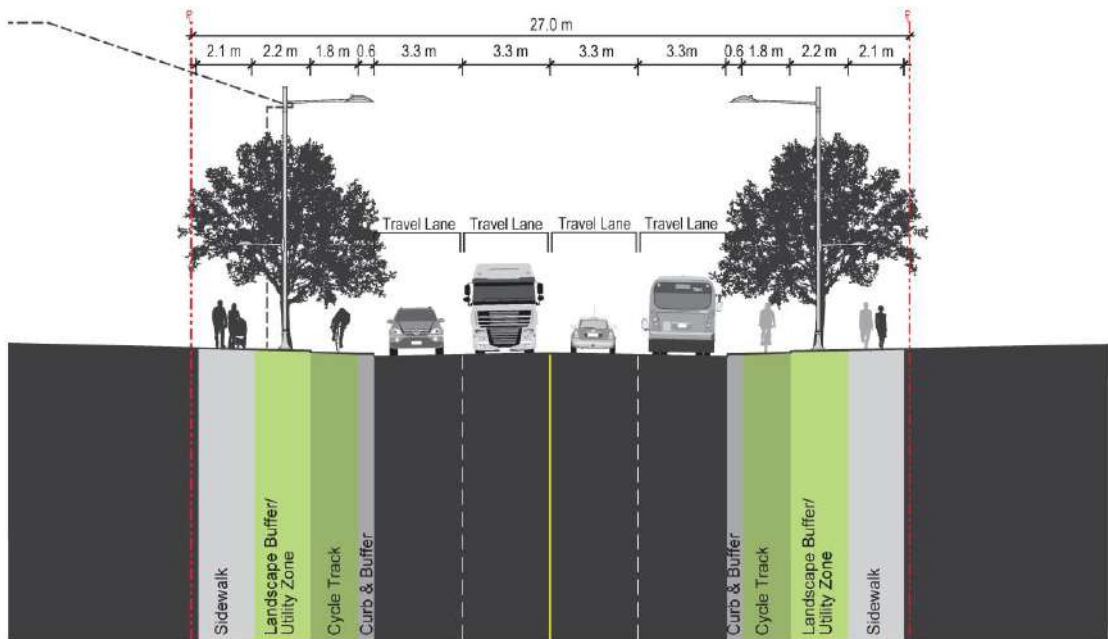 P P
27.0 m
2.1 m 2.2 m 1.8 m 0.6 3.3 m 3.3 m 3.3 m 3.3m 0.6 1.8 m 2.2 m 2.1 m
Travel Lane Travel Lane Travel Lane Travel Lane
Sidewalk
Landscape Buffer/
Utility Zone
Cycle Track
Curb & Buffer
Curb & Buffer
Cycle Track
Landscape Buffer/
Utility Zone
Sidewalk